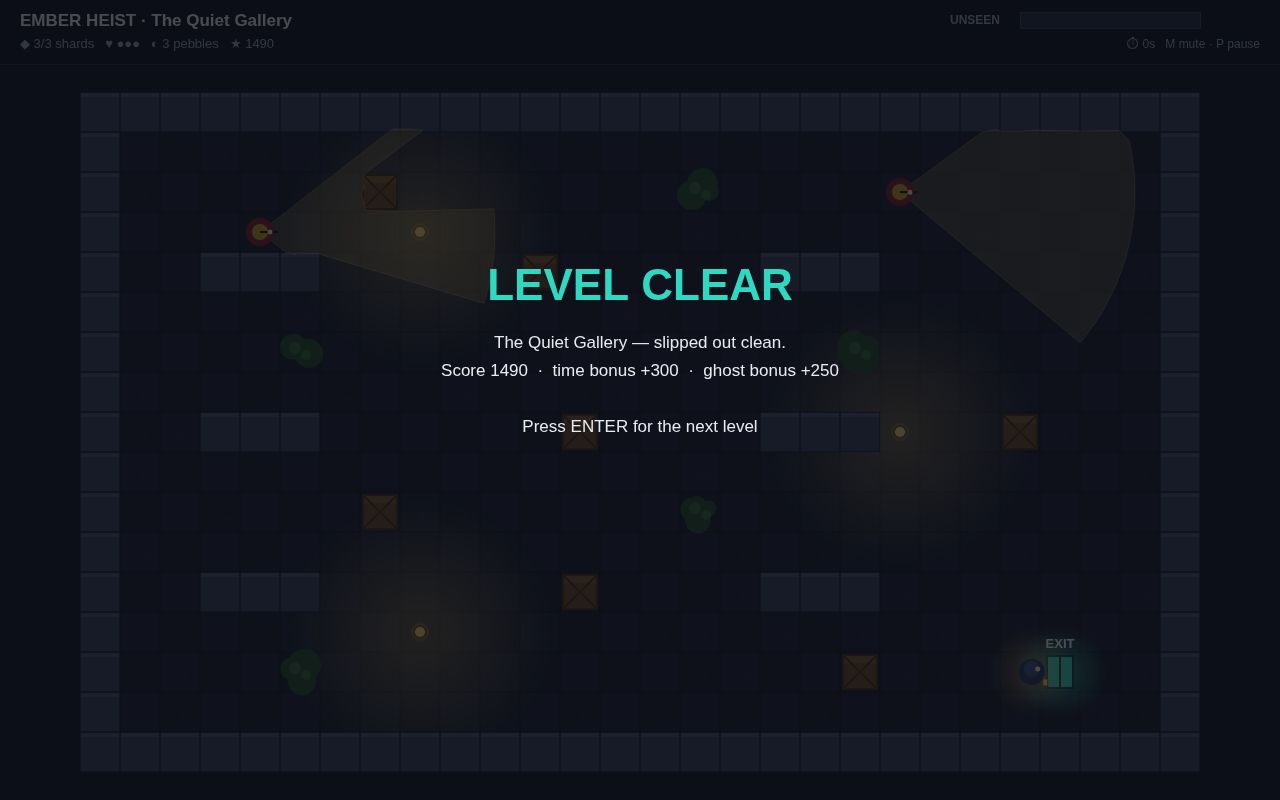 EMBER HEIST · The Quiet Gallery
UNSEEN
◆ 3/3 shards ♥ ●●● ◖ 3 pebbles ★ 1490
⏱ 0s M mute · P pause
LEVEL CLEAR
The Quiet Gallery — slipped out clean.
Score 1490 · time bonus +300 · ghost bonus +250
Press ENTER for the next level
EXIT